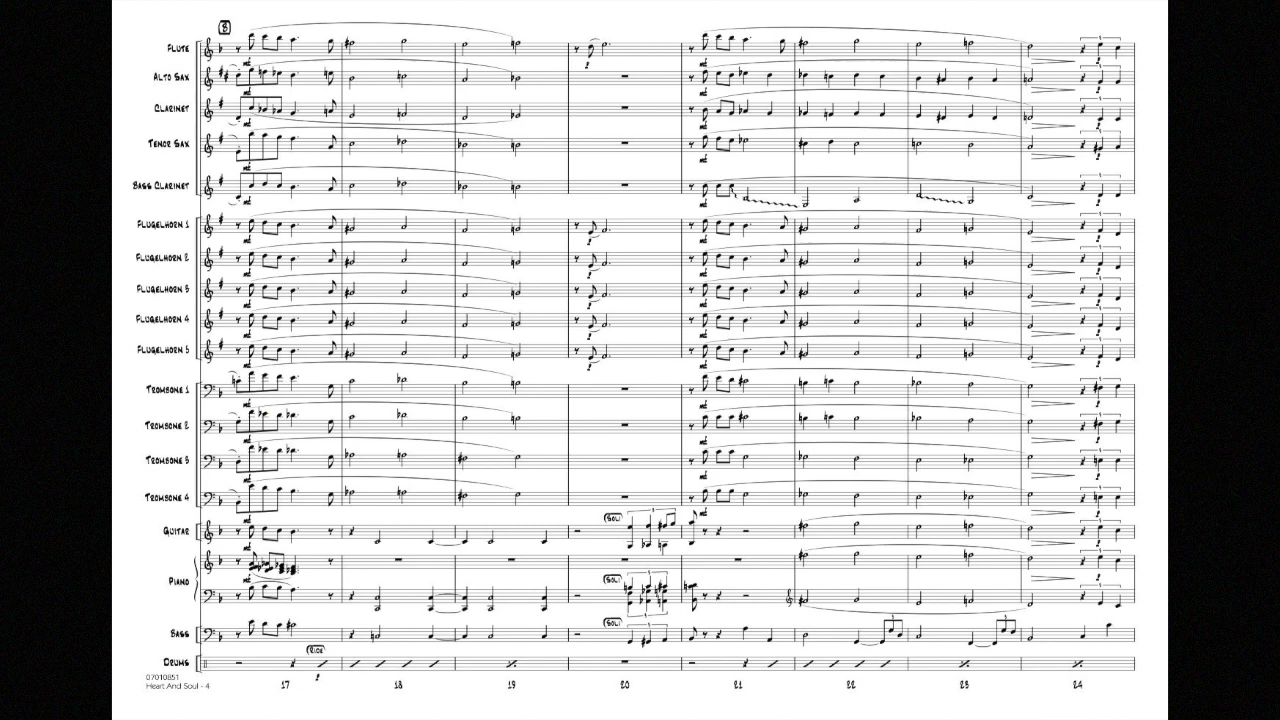 B
FLUTE
ALTO SAX
CLARINET
TENOR SAX
BASS CLARINET
FLUGELHORN 1
FLUGELHORN 2
FLUGELHORN 3
FLUGELHORN 4
FLUGELHORN 5
TROMBONE 1
TROMBONE 2
TROMBONE 3
TROMBONE 4
GUITAR
(SOLI)
PIANO
(SOLI)
BASS
(SOLI)
DRUMS
(RIDE)
07010851
Heart And Soul - 4
17 18 19 20 21 22 23 24